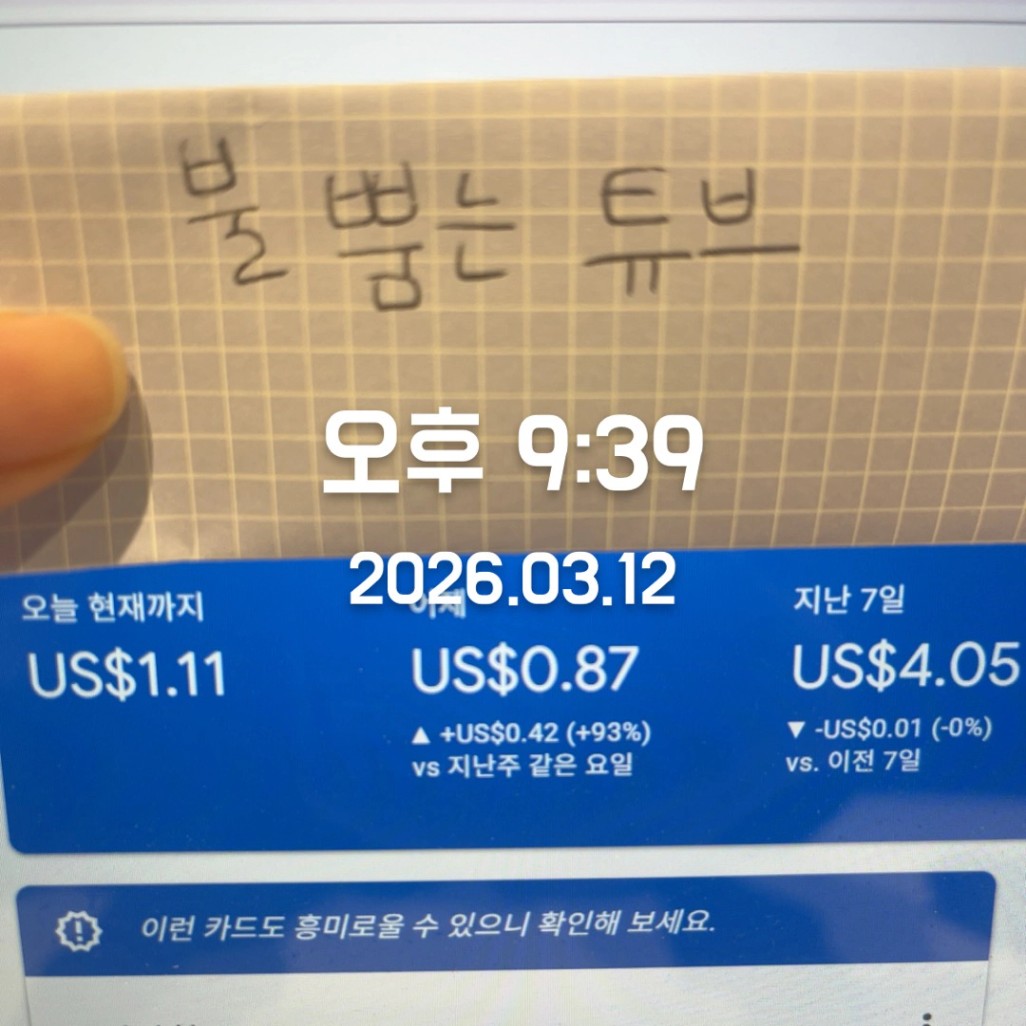 불 뿜는 튜브
오후 9:39
2026.03.12
오늘 현재까지
어제
지난 7일
US$1.11
US$0.87
US$4.05
▲ +US$0.42 (+93%)
▼ -US$0.01 (-0%)
vs 지난주 같은 요일
vs. 이전 7일
이런 카드도 흥미로울 수 있으니 확인해 보세요.